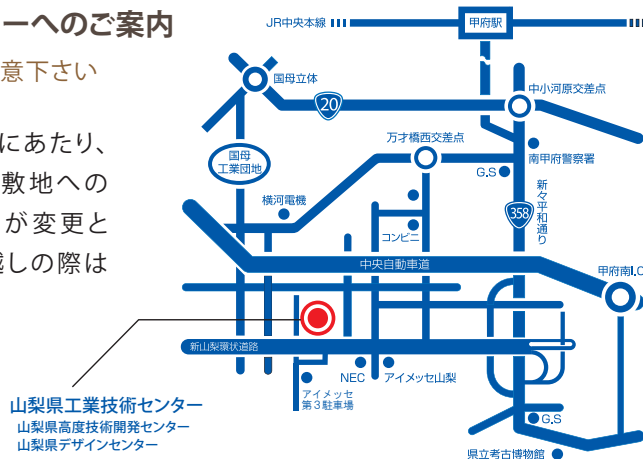 ーへのご案内
意下さい
にあたり、
敷地への
が変更と
越しの際は
JR中央本線
甲府駅
国母立体
20
中小河原交差点
万才橋西交差点
国母
工業団地
南甲府警察署
G.S
横河電機
358
新々平和通り
コンビニ
中央自動車道
甲府南I.C
新山梨環状道路
NEC
アイメッセ山梨
アイメッセ
第3駐車場
山梨県工業技術センター
山梨県高度技術開発センター
山梨県デザインセンター
G.S
県立考古博物館